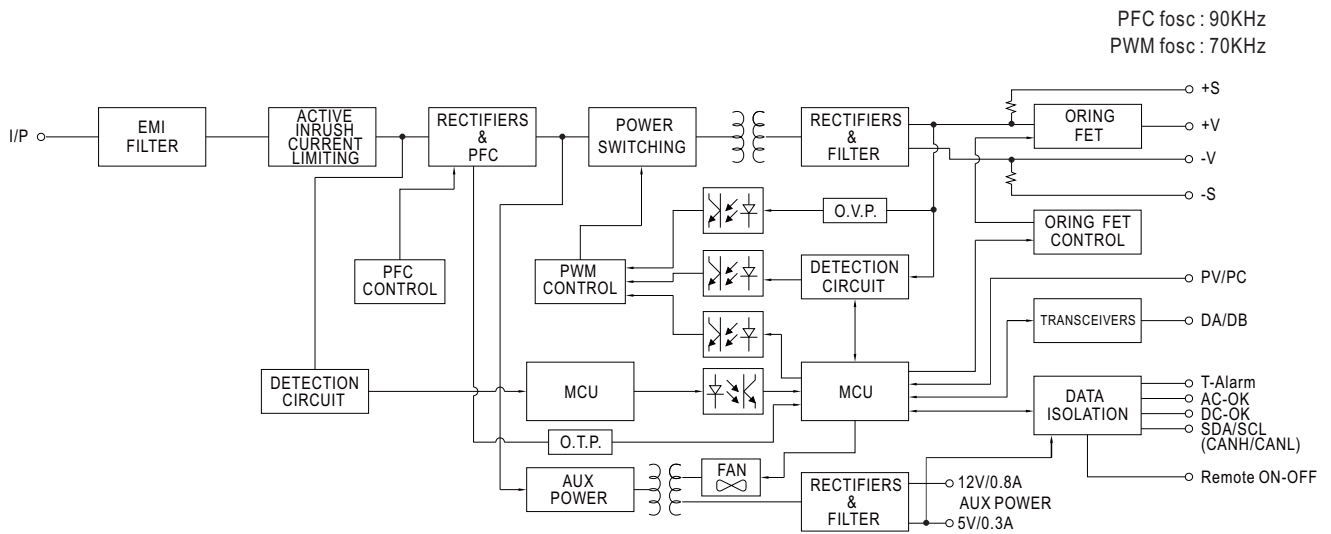 PFC fosc : 90KHz
PWM fosc : 70KHz
I/P
EMI
FILTER
ACTIVE
INRUSH
CURRENT
LIMITING
RECTIFIERS
&
PFC
POWER
SWITCHING
RECTIFIERS
&
FILTER
ORING
FET
+S
+V
-V
-S
O.V.P.
ORING FET
CONTROL
PFC
CONTROL
PWM
CONTROL
DETECTION
CIRCUIT
PV/PC
TRANSCEIVERS
DA/DB
DETECTION
CIRCUIT
MCU
MCU
DATA
ISOLATION
T-Alarm
AC-OK
DC-OK
SDA/SCL
(CANH/CANL)
O.T.P.
Remote ON-OFF
AUX
POWER
FAN
RECTIFIERS
&
FILTER
12V/0.8A
AUX POWER
5V/0.3A